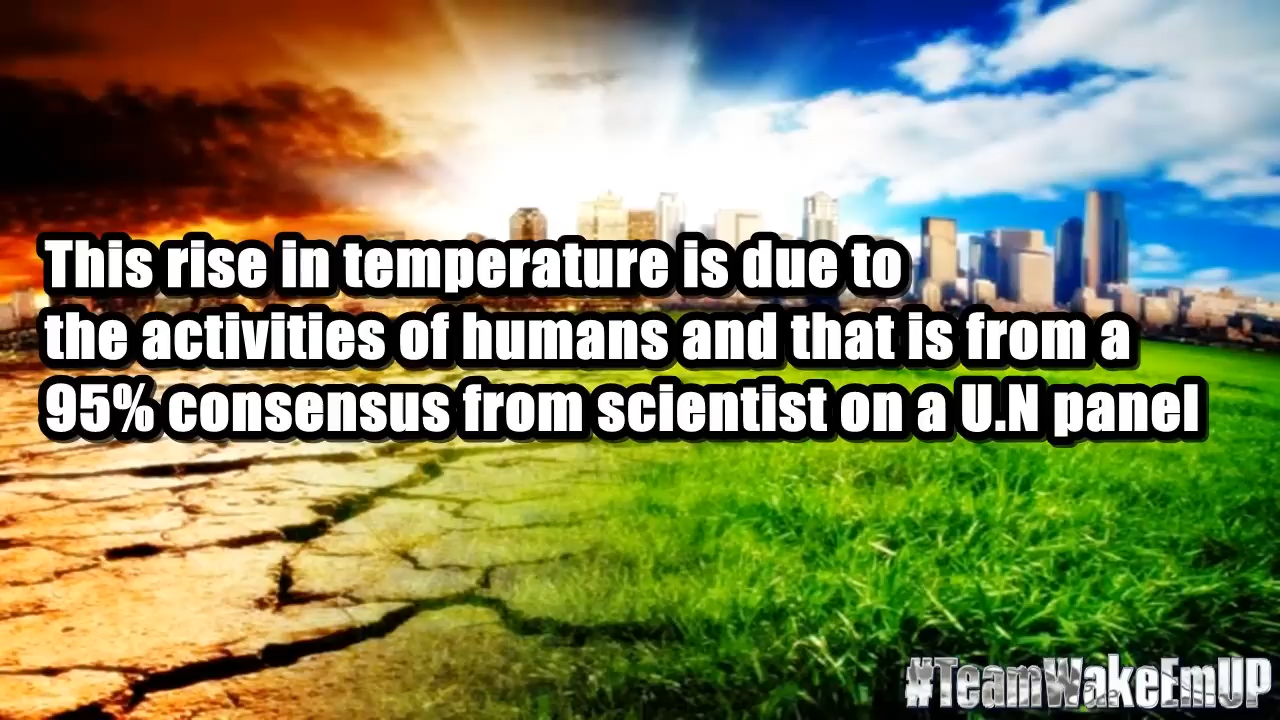 This rise in temperature is due to
the activities of humans and that is from a
95% consensus from scientist on a U.N panel
#TeamWakeEmUP